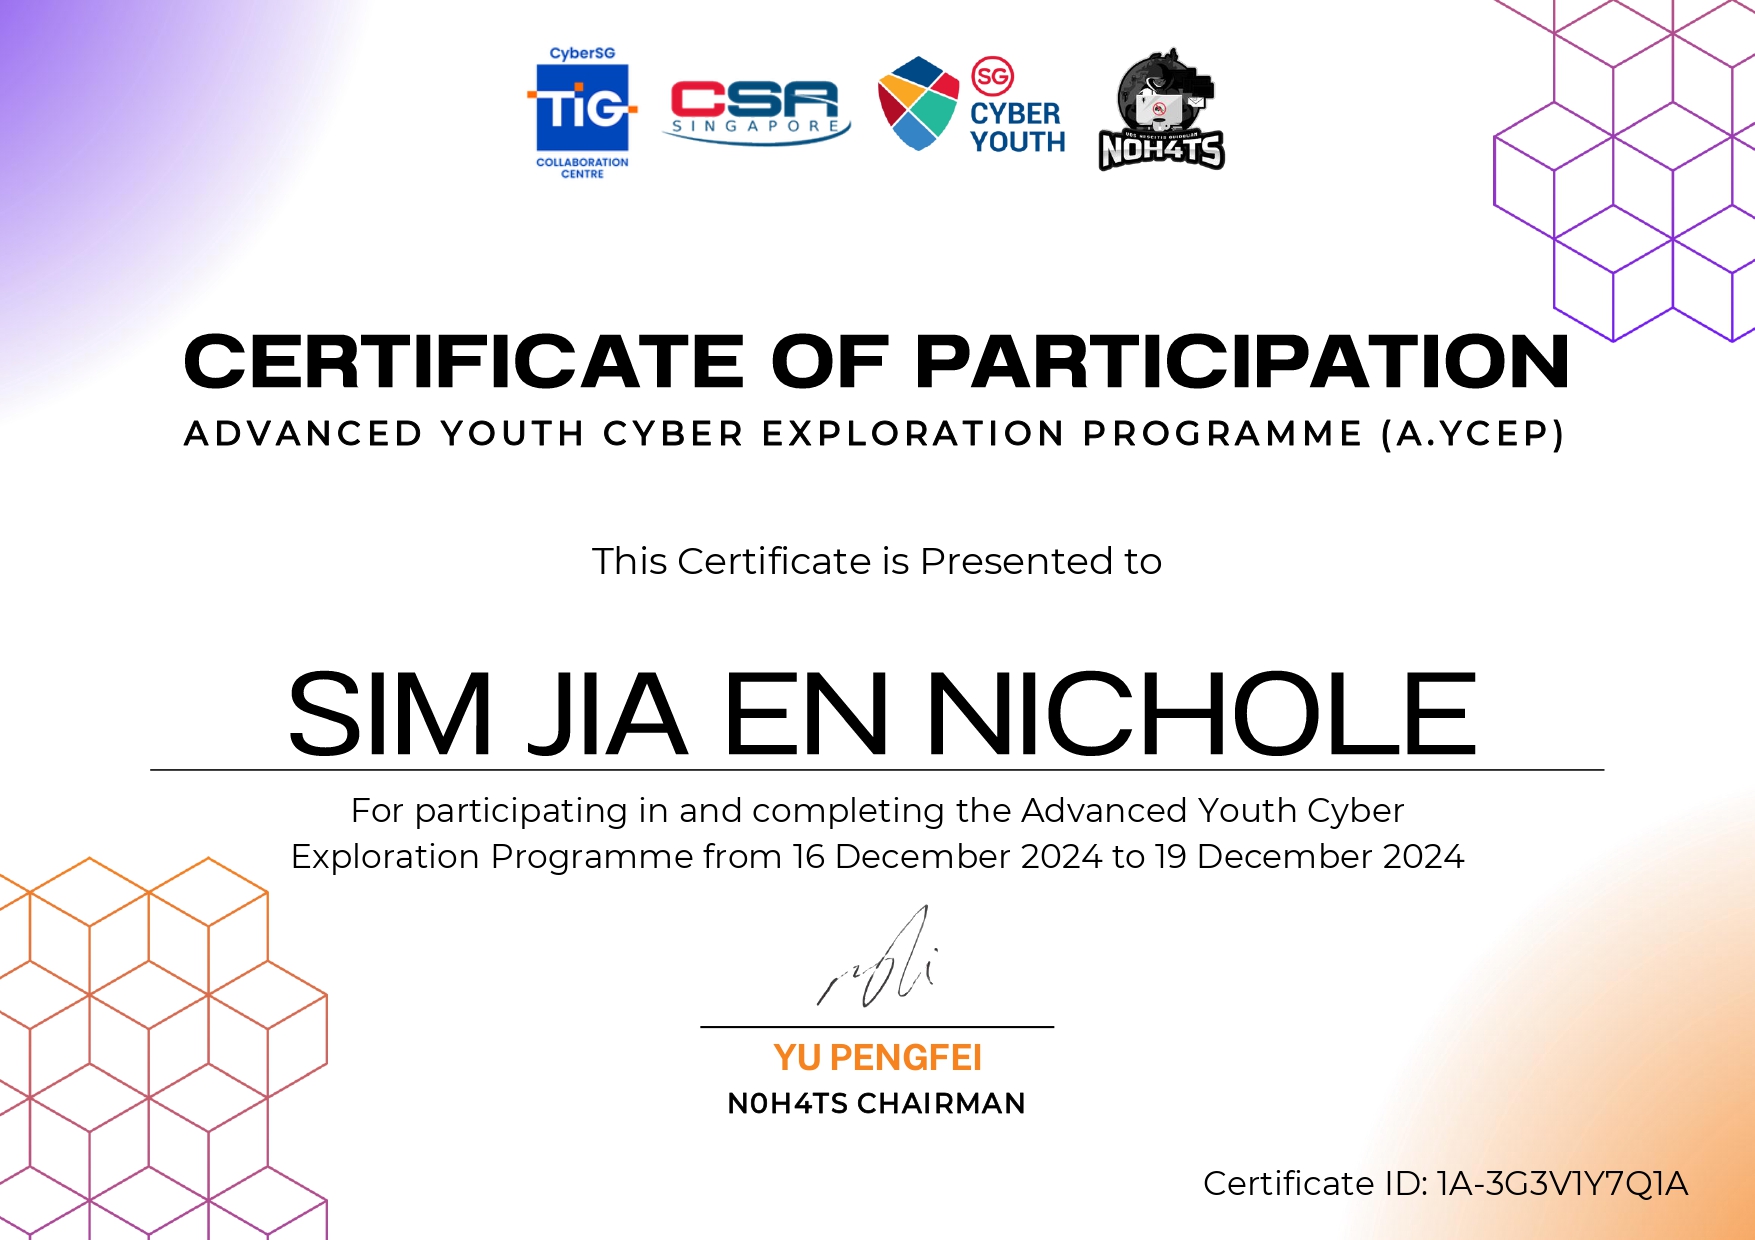 CyberSG
TiG
COLLABORATION
CENTRE
CSA
SINGAPORE
SG
CYBER
YOUTH
N0H4TS
CERTIFICATE OF PARTICIPATION
ADVANCED YOUTH CYBER EXPLORATION PROGRAMME (A.YCEP)
This Certificate is Presented to
SIM JIA EN NICHOLE
For participating in and completing the Advanced Youth Cyber
Exploration Programme from 16 December 2024 to 19 December 2024
YU PENGFEI
N0H4TS CHAIRMAN
Certificate ID: 1A-3G3V1Y7Q1A